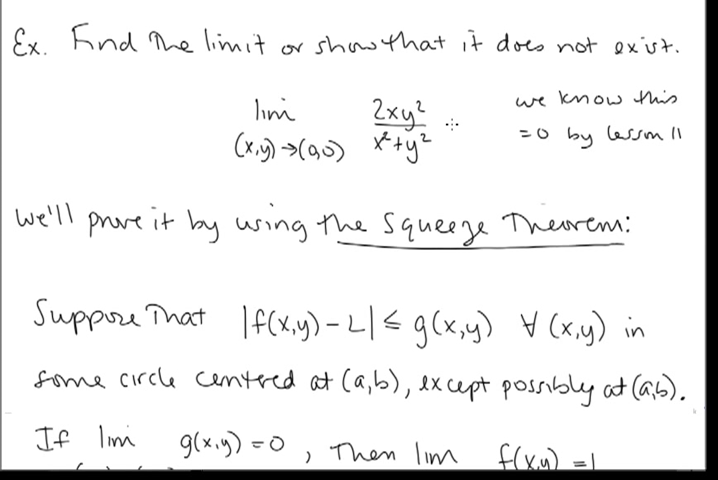 Ex. Find The limit or show that it does not exist.
lim 2xy² / x²+y² we know this
(x,y)→(0,0) =0 by lesson 11
We'll prove it by using the Squeeze Theorem:
Suppose That |f(x,y)-L| ≤ g(x,y) ∀ (x,y) in
some circle centered at (a,b), except possibly at (a,b).
If lim g(x,y) = 0, Then lim f(x,y) = L